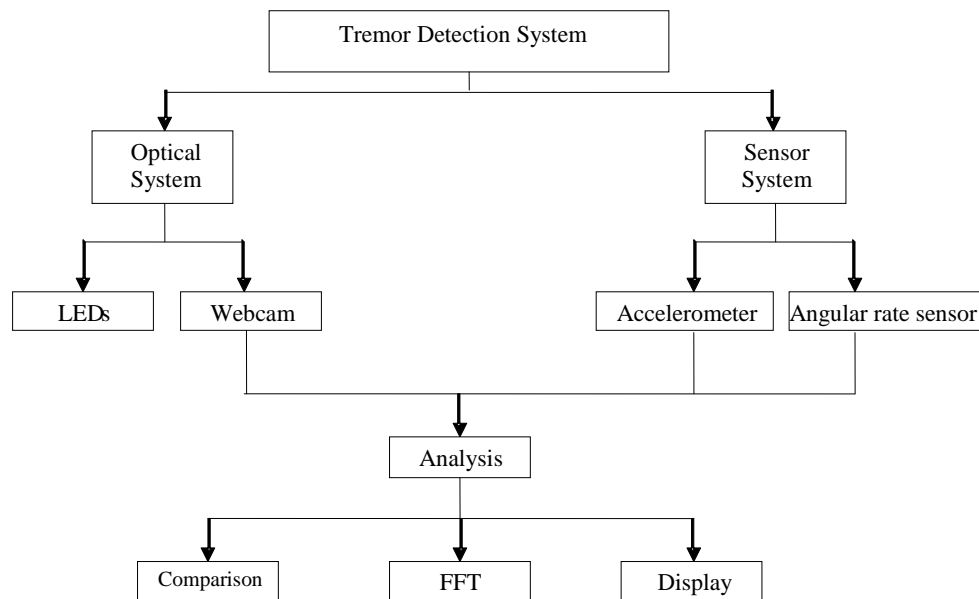 Tremor Detection System
Optical
System
Sensor
System
LEDs
Webcam
Accelerometer
Angular rate sensor
Analysis
Comparison
FFT
Display